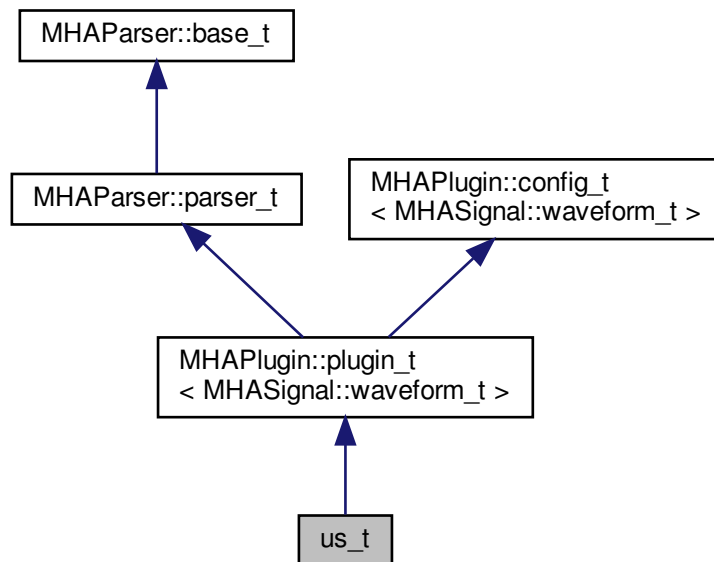 MHAParser::base_t
MHAParser::parser_t
MHAPlugin::config_t
< MHASignal::waveform_t >
MHAPlugin::plugin_t
< MHASignal::waveform_t >
us_t